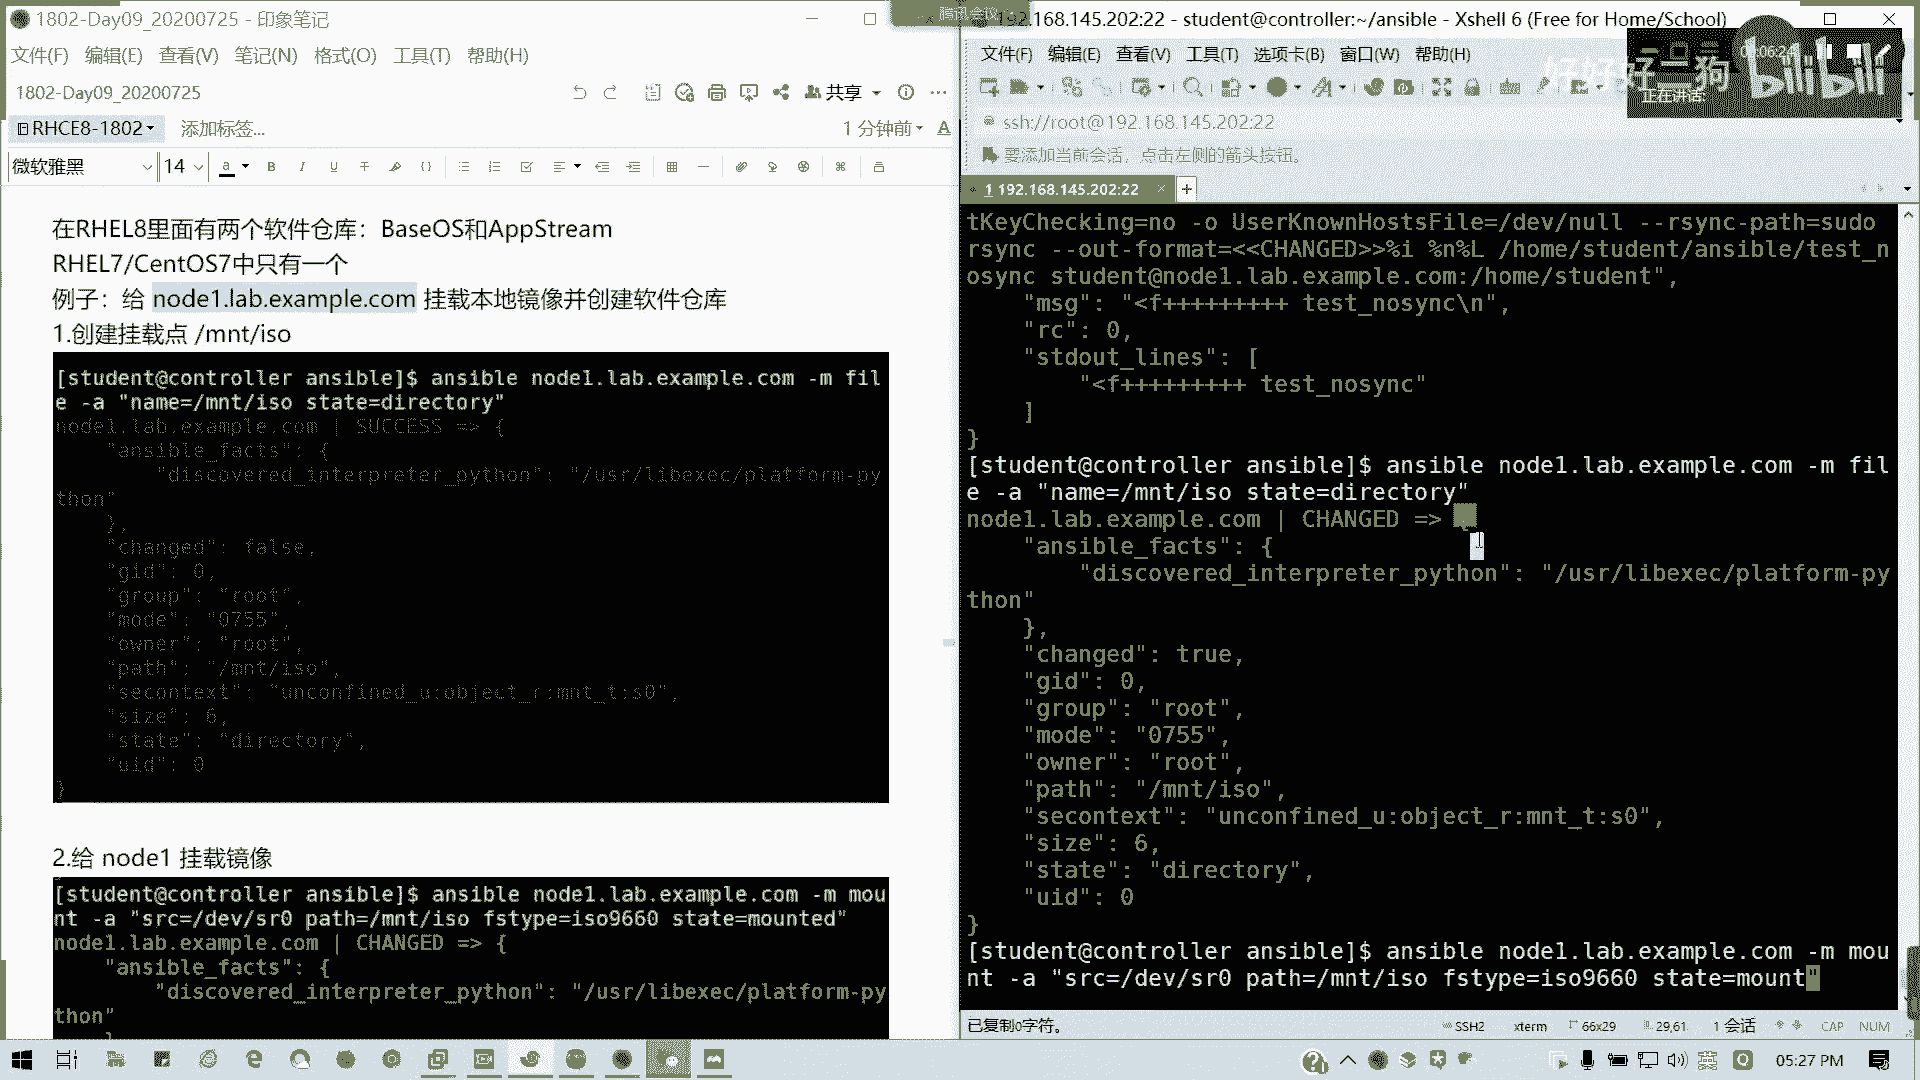 1802-Day09_20200725 - 印象笔记
文件(F) 编辑(E) 查看(V) 笔记(N) 格式(O) 工具(T) 帮助(H)
1802-Day09_20200725
共享
RHCE8-1802 添加标签...
1 分钟前
微软雅黑 14
在RHEL8里面有两个软件仓库：BaseOS和AppStream
RHEL7/CentOS7中只有一个
例子：给 node1.lab.example.com 挂载本地镜像并创建软件仓库
1.创建挂载点 /mnt/iso
[student@controller ansible]$ ansible node1.lab.example.com -m fil
e -a "name=/mnt/iso state=directory"
node1.lab.example.com | SUCCESS => {
"ansible_facts": {
"discovered_interpreter_python": "/usr/libexec/platform-py
thon"
},
"changed": false,
"gid": 0,
"group": "root",
"mode": "0755",
"owner": "root",
"path": "/mnt/iso",
"secontext": "unconfined_u:object_r:mnt_t:s0",
"size": 6,
"state": "directory",
"uid": 0
}
2.给 node1 挂载镜像
[student@controller ansible]$ ansible node1.lab.example.com -m mou
nt -a "src=/dev/sr0 path=/mnt/iso fstype=iso9660 state=mounted"
node1.lab.example.com | CHANGED => {
"ansible_facts": {
"discovered_interpreter_python": "/usr/libexec/platform-py
thon"
腾讯会议
192.168.145.202:22 - student@controller:~/ansible - Xshell 6 (Free for Home/School)
文件(F) 编辑(E) 查看(V) 工具(T) 选项卡(B) 窗口(W) 帮助(H)
bilibili
正在讲话:
ssh://root@192.168.145.202:22
要添加当前会话，点击左侧的箭头按钮。
1 192.168.145.202:22
tKeyChecking=no -o UserKnownHostsFile=/dev/null --rsync-path=sudo
rsync --out-format=<<CHANGED>>%i %n%L /home/student/ansible/test_n
osync student@node1.lab.example.com:/home/student",
"msg": "<f+++++++++ test_nosync\n",
"rc": 0,
"stdout_lines": [
"<f+++++++++ test_nosync"
]
}
[student@controller ansible]$ ansible node1.lab.example.com -m fil
e -a "name=/mnt/iso state=directory"
node1.lab.example.com | CHANGED => {
"ansible_facts": {
"discovered_interpreter_python": "/usr/libexec/platform-py
thon"
},
"changed": true,
"gid": 0,
"group": "root",
"mode": "0755",
"owner": "root",
"path": "/mnt/iso",
"secontext": "unconfined_u:object_r:mnt_t:s0",
"size": 6,
"state": "directory",
"uid": 0
}
[student@controller ansible]$ ansible node1.lab.example.com -m mou
nt -a "src=/dev/sr0 path=/mnt/iso fstype=iso9660 state=mount"
已复制0字符。 SSH2 xterm 66x29 29,61 1 会话 CAP NUM
英 05:27 PM